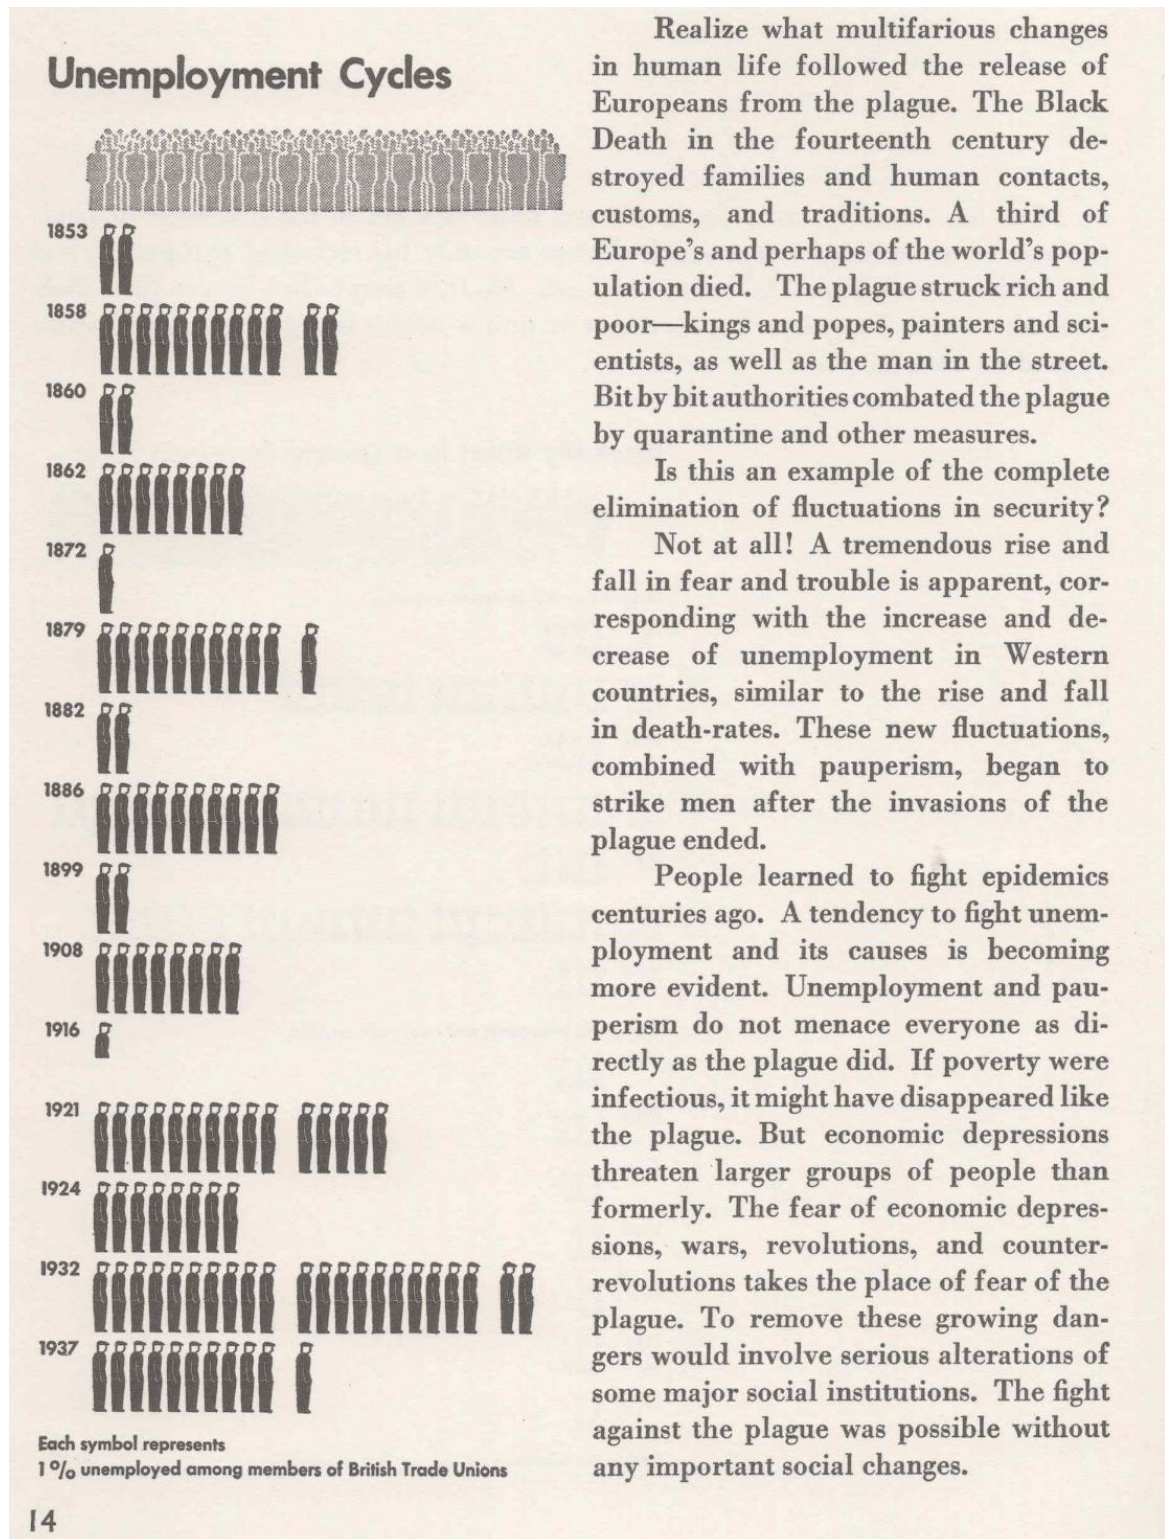 Unemployment Cycles
1853
1858
1860
1862
1872
1879
1882
1886
1899
1908
1916
1921
1924
1932
1937
Each symbol represents
1% unemployed among members of British Trade Unions
14
Realize what multifarious changes
in human life followed the release of
Europeans from the plague. The Black
Death in the fourteenth century de-
stroyed families and human contacts,
customs, and traditions. A third of
Europe's and perhaps of the world's pop-
ulation died. The plague struck rich and
poor—kings and popes, painters and sci-
entists, as well as the man in the street.
Bit by bit authorities combated the plague
by quarantine and other measures.
Is this an example of the complete
elimination of fluctuations in security?
Not at all! A tremendous rise and
fall in fear and trouble is apparent, cor-
responding with the increase and de-
crease of unemployment in Western
countries, similar to the rise and fall
in death-rates. These new fluctuations,
combined with pauperism, began to
strike men after the invasions of the
plague ended.
People learned to fight epidemics
centuries ago. A tendency to fight unem-
ployment and its causes is becoming
more evident. Unemployment and pau-
perism do not menace everyone as di-
rectly as the plague did. If poverty were
infectious, it might have disappeared like
the plague. But economic depressions
threaten larger groups of people than
formerly. The fear of economic depres-
sions, wars, revolutions, and counter-
revolutions takes the place of fear of the
plague. To remove these growing dan-
gers would involve serious alterations of
some major social institutions. The fight
against the plague was possible without
any important social changes.